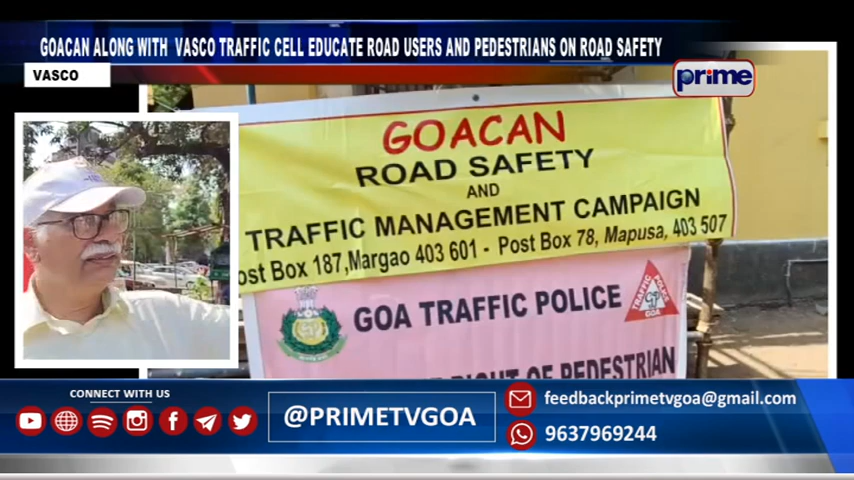 GOACAN ALONG WITH VASCO TRAFFIC CELL EDUCATE ROAD USERS AND PEDESTRIANS ON ROAD SAFETY
VASCO
prime
GOACAN
ROAD SAFETY
AND
TRAFFIC MANAGEMENT CAMPAIGN
ost Box 187,Margao 403 601 - Post Box 78, Mapusa, 403 507
GOA TRAFFIC POLICE
TRAFFIC POLICE
GOA
RIGHT OF PEDESTRIAN
CONNECT WITH US
@PRIMETVGOA
feedbackprimetvgoa@gmail.com
9637969244